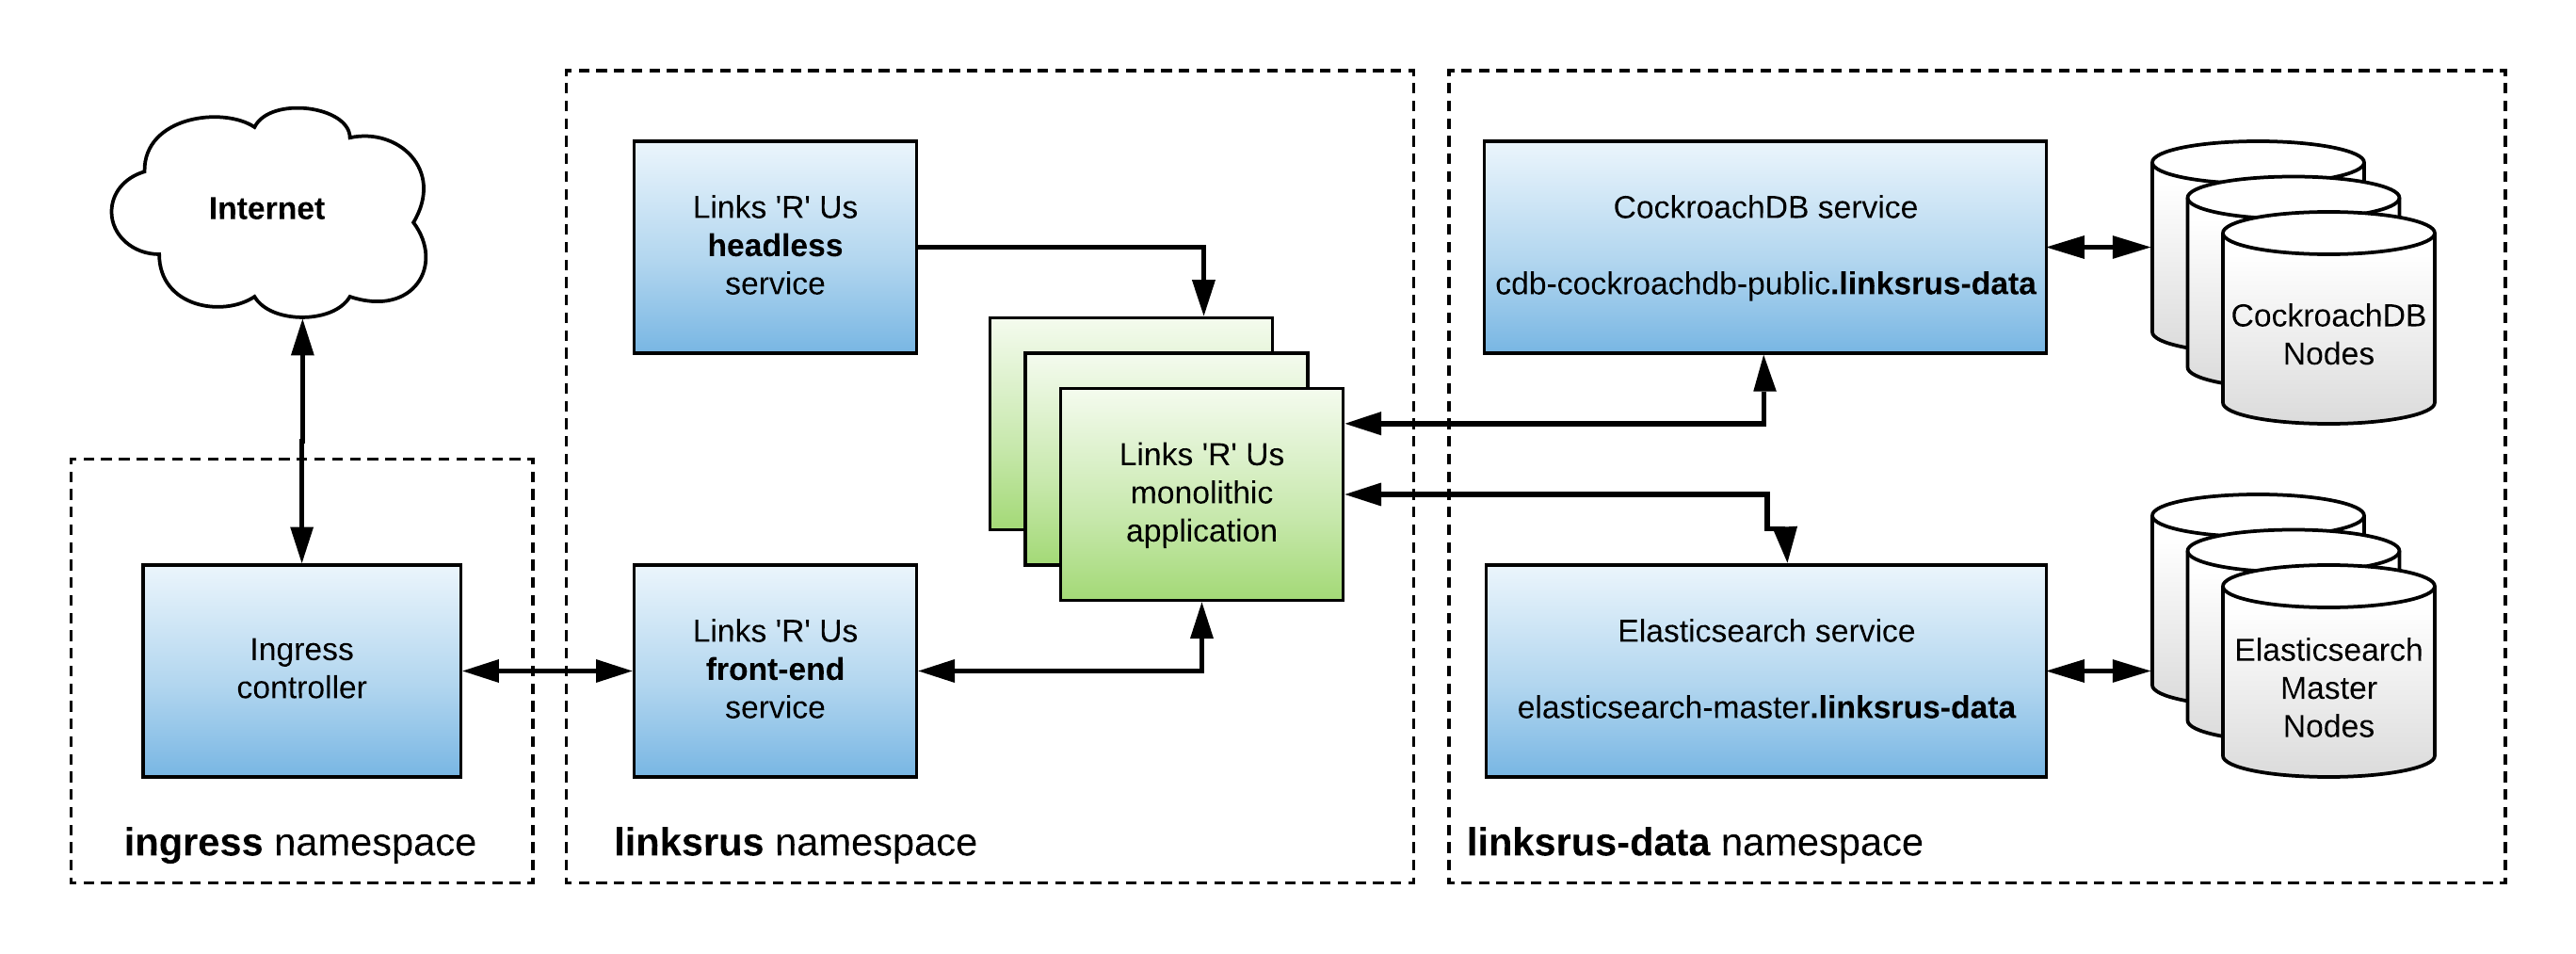 Internet
Ingress
controller
ingress namespace
Links 'R' Us
headless
service
Links 'R' Us
monolithic
application
Links 'R' Us
front-end
service
linksrus namespace
CockroachDB service
cdb-cockroachdb-public.linksrus-data
CockroachDB
Nodes
Elasticsearch service
elasticsearch-master.linksrus-data
Elasticsearch
Master
Nodes
linksrus-data namespace